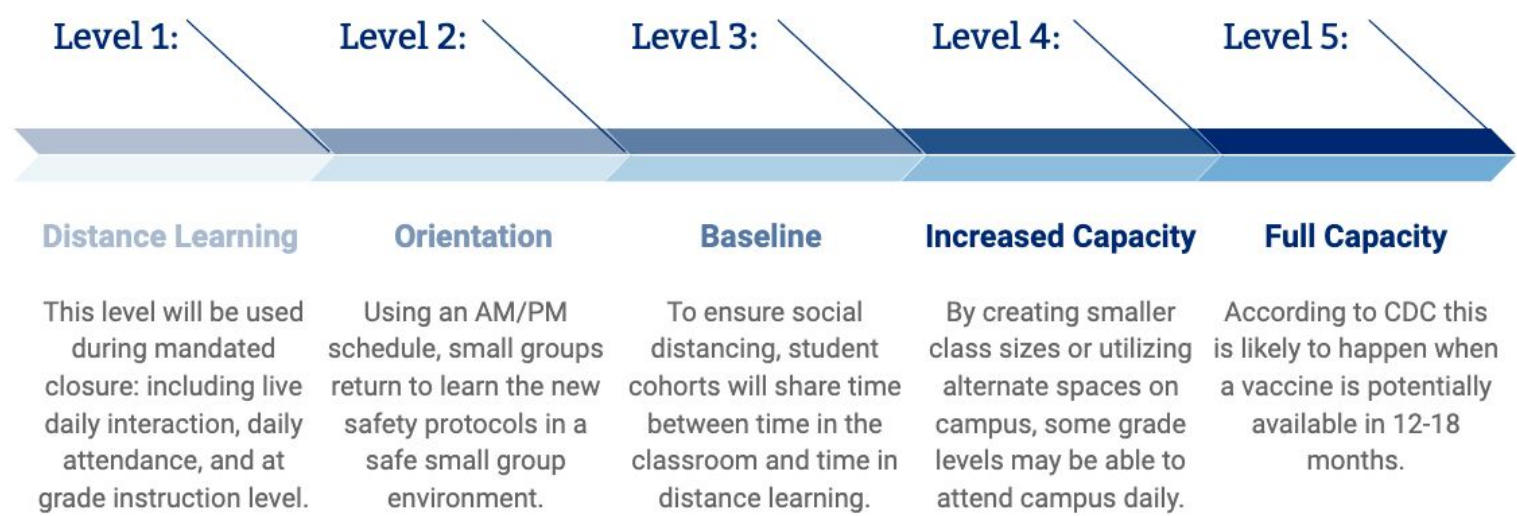 Level 1:
Level 2:
Level 3:
Level 4:
Level 5:
Distance Learning
This level will be used
during mandated
closure: including live
daily interaction, daily
attendance, and at
grade instruction level.
Orientation
Using an AM/PM
schedule, small groups
return to learn the new
safety protocols in a
safe small group
environment.
Baseline
To ensure social
distancing, student
cohorts will share time
between time in the
classroom and time in
distance learning.
Increased Capacity
By creating smaller
class sizes or utilizing
alternate spaces on
campus, some grade
levels may be able to
attend campus daily.
Full Capacity
According to CDC this
is likely to happen when
a vaccine is potentially
available in 12-18
months.